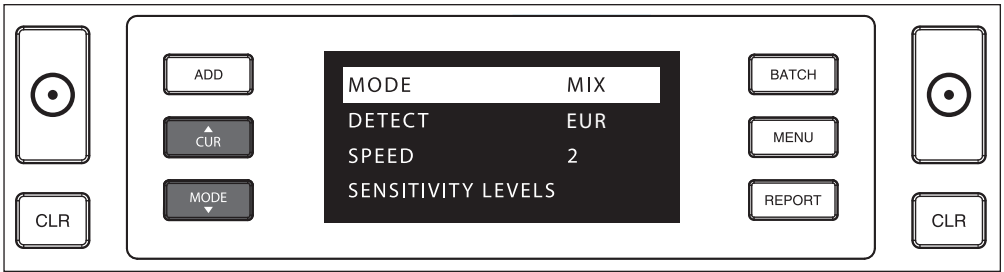 ADD
▲
CUR
MODE
▼
CLR
MODE MIX
DETECT EUR
SPEED 2
SENSITIVITY LEVELS
BATCH
MENU
REPORT
CLR